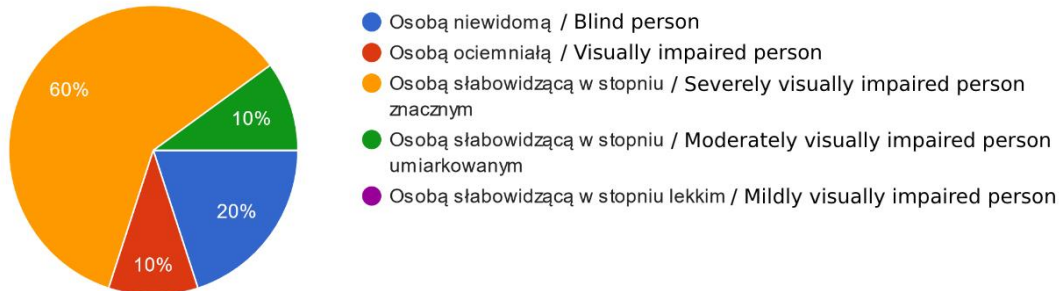 60%
10%
20%
10%
Osobą niewidomą / Blind person
Osobą ociemniałą / Visually impaired person
Osobą słabowidzącą w stopniu / Severely visually impaired person
znacznym
Osobą słabowidzącą w stopniu / Moderately visually impaired person
umiarkowanym
Osobą słabowidzącą w stopniu lekkim / Mildly visually impaired person